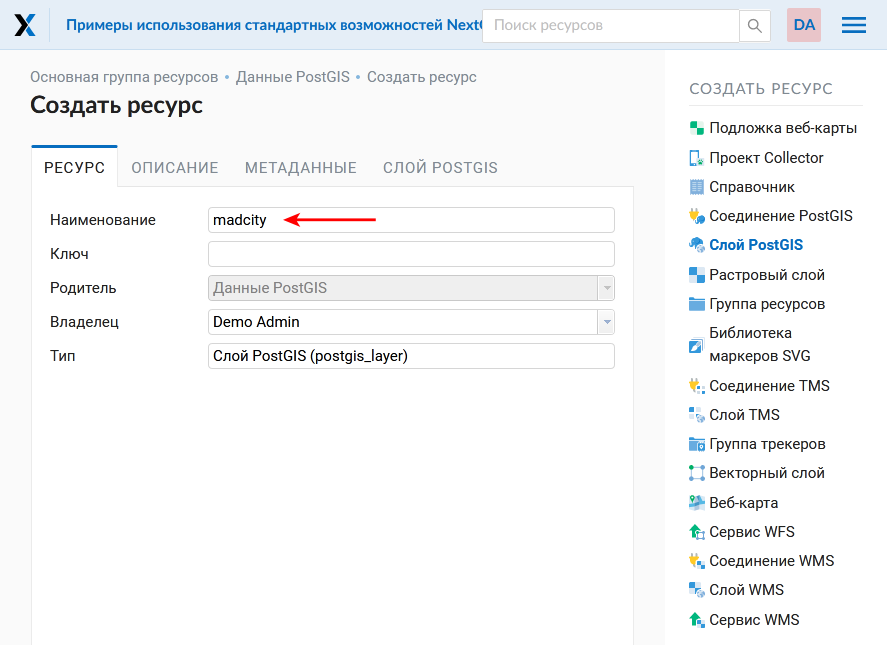 Примеры использования стандартных возможностей NextG
Поиск ресурсов
DA
Основная группа ресурсов • Данные PostGIS • Создать ресурс
Создать ресурс
РЕСУРС
ОПИСАНИЕ
МЕТАДАННЫЕ
СЛОЙ POSTGIS
Наименование
madcity
Ключ
Родитель
Данные PostGIS
Владелец
Demo Admin
Тип
Слой PostGIS (postgis_layer)
СОЗДАТЬ РЕСУРС
Подложка веб-карты
Проект Collector
Справочник
Соединение PostGIS
Слой PostGIS
Растровый слой
Группа ресурсов
Библиотека
маркеров SVG
Соединение TMS
Слой TMS
Группа трекеров
Векторный слой
Веб-карта
Сервис WFS
Соединение WMS
Слой WMS
Сервис WMS